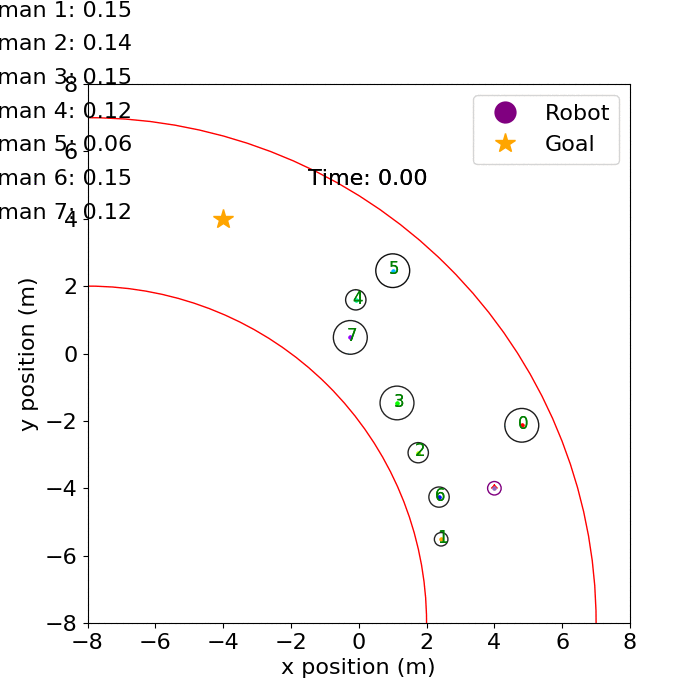 man 1: 0.15
man 2: 0.14
man 3: 0.15
man 4: 0.12
man 5: 0.06
man 6: 0.15
man 7: 0.12
Robot
Goal
Time: 0.00
8
6
4
2
0
−2
−4
−6
−8
y position (m)
5
4
7
3
0
2
6
1
−8
−6
−4
−2
0
2
4
6
8
x position (m)